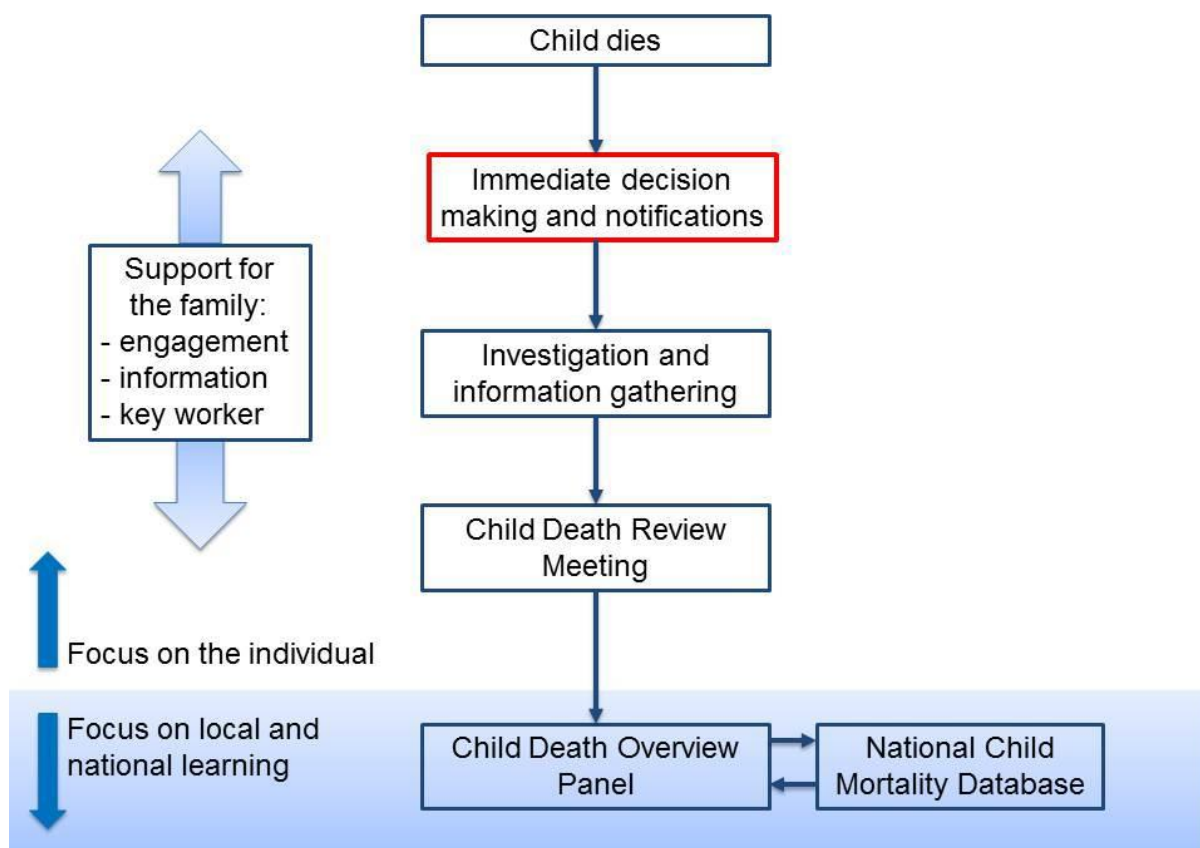 Child dies
Immediate decision
making and notifications
Support for
the family:
- engagement
- information
- key worker
Investigation and
information gathering
Child Death Review
Meeting
Focus on the individual
Focus on local and
national learning
Child Death Overview
Panel
National Child
Mortality Database